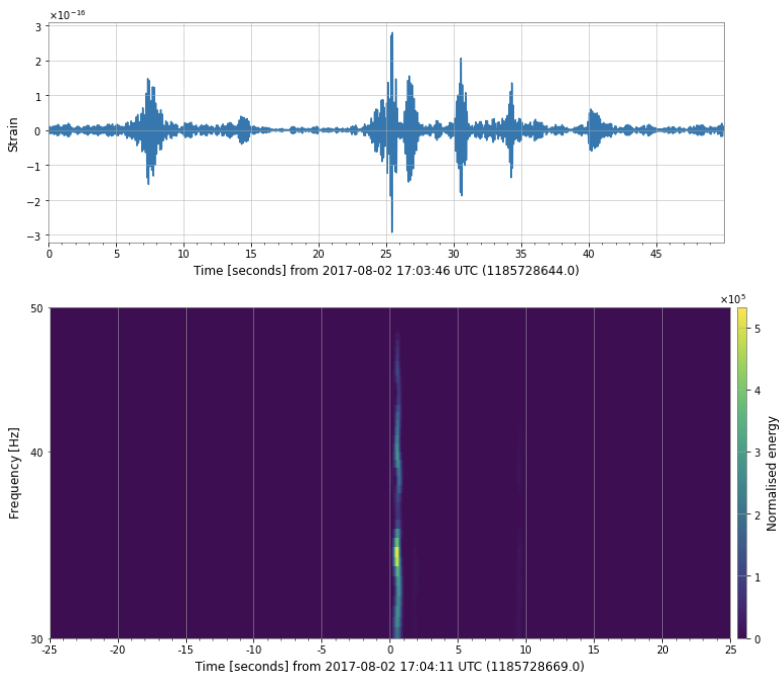 ×10⁻¹⁶
3
2
1
0
−1
−2
−3
Strain
0 5 10 15 20 25 30 35 40 45
Time [seconds] from 2017-08-02 17:03:46 UTC (1185728644.0)
×10⁵
50
40
30
Frequency [Hz]
5
4
3
2
1
0
Normalised energy
-25 -20 -15 -10 -5 0 5 10 15 20 25
Time [seconds] from 2017-08-02 17:04:11 UTC (1185728669.0)